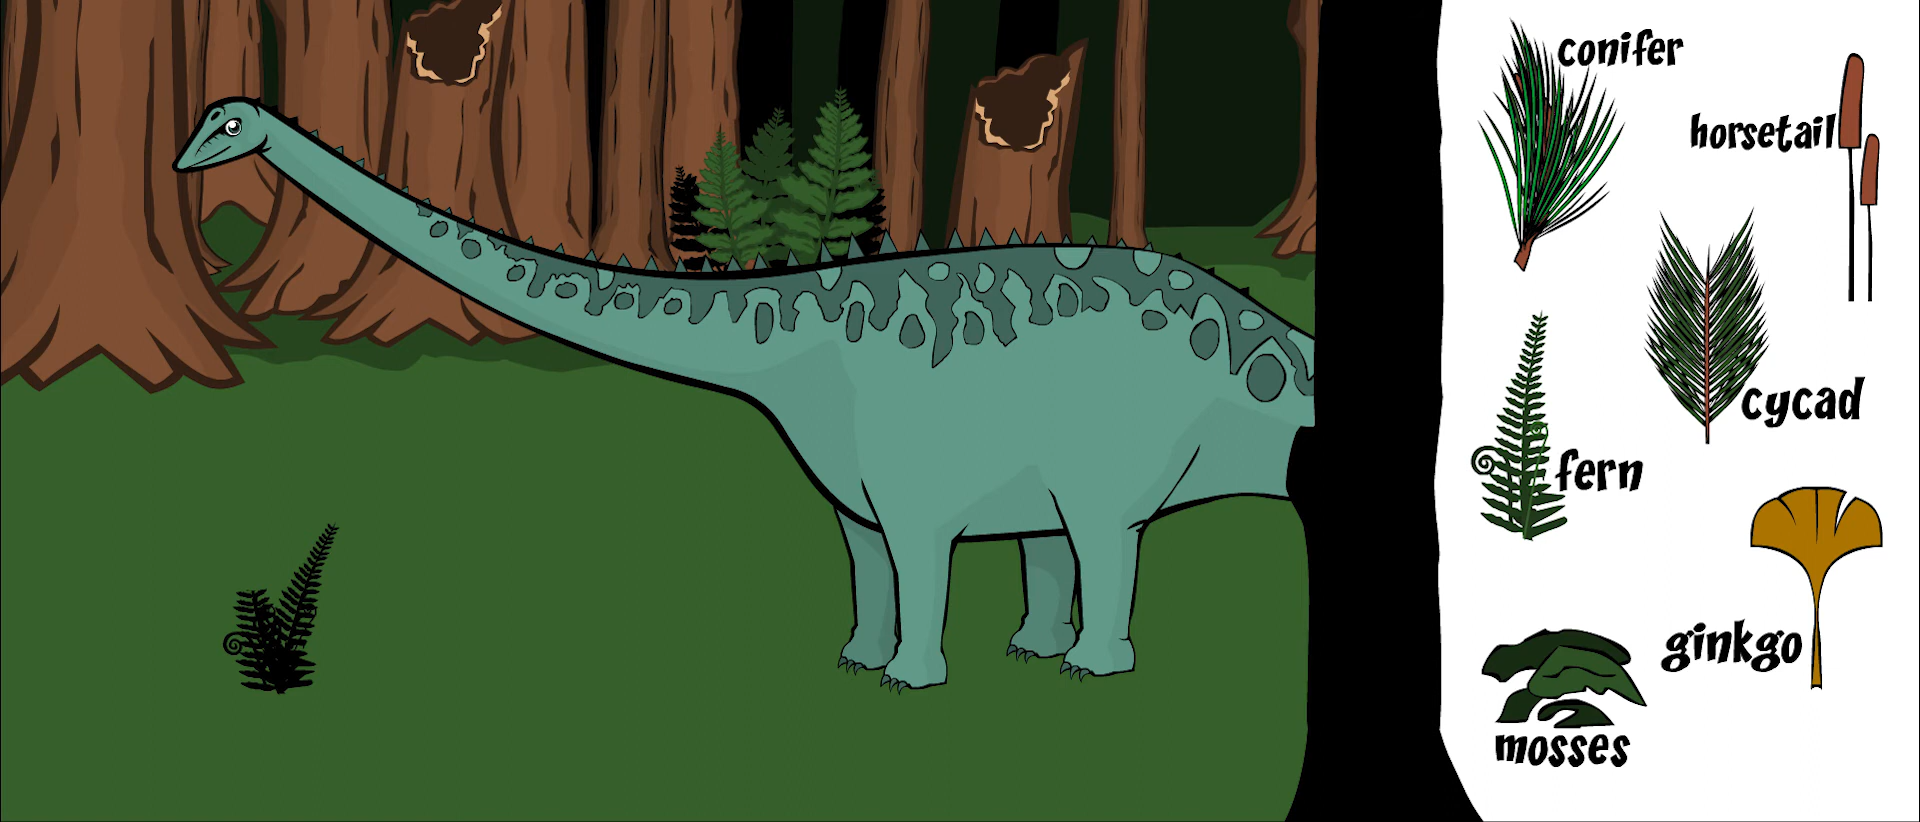 conifer
horsetail
cycad
fern
ginkgo
mosses